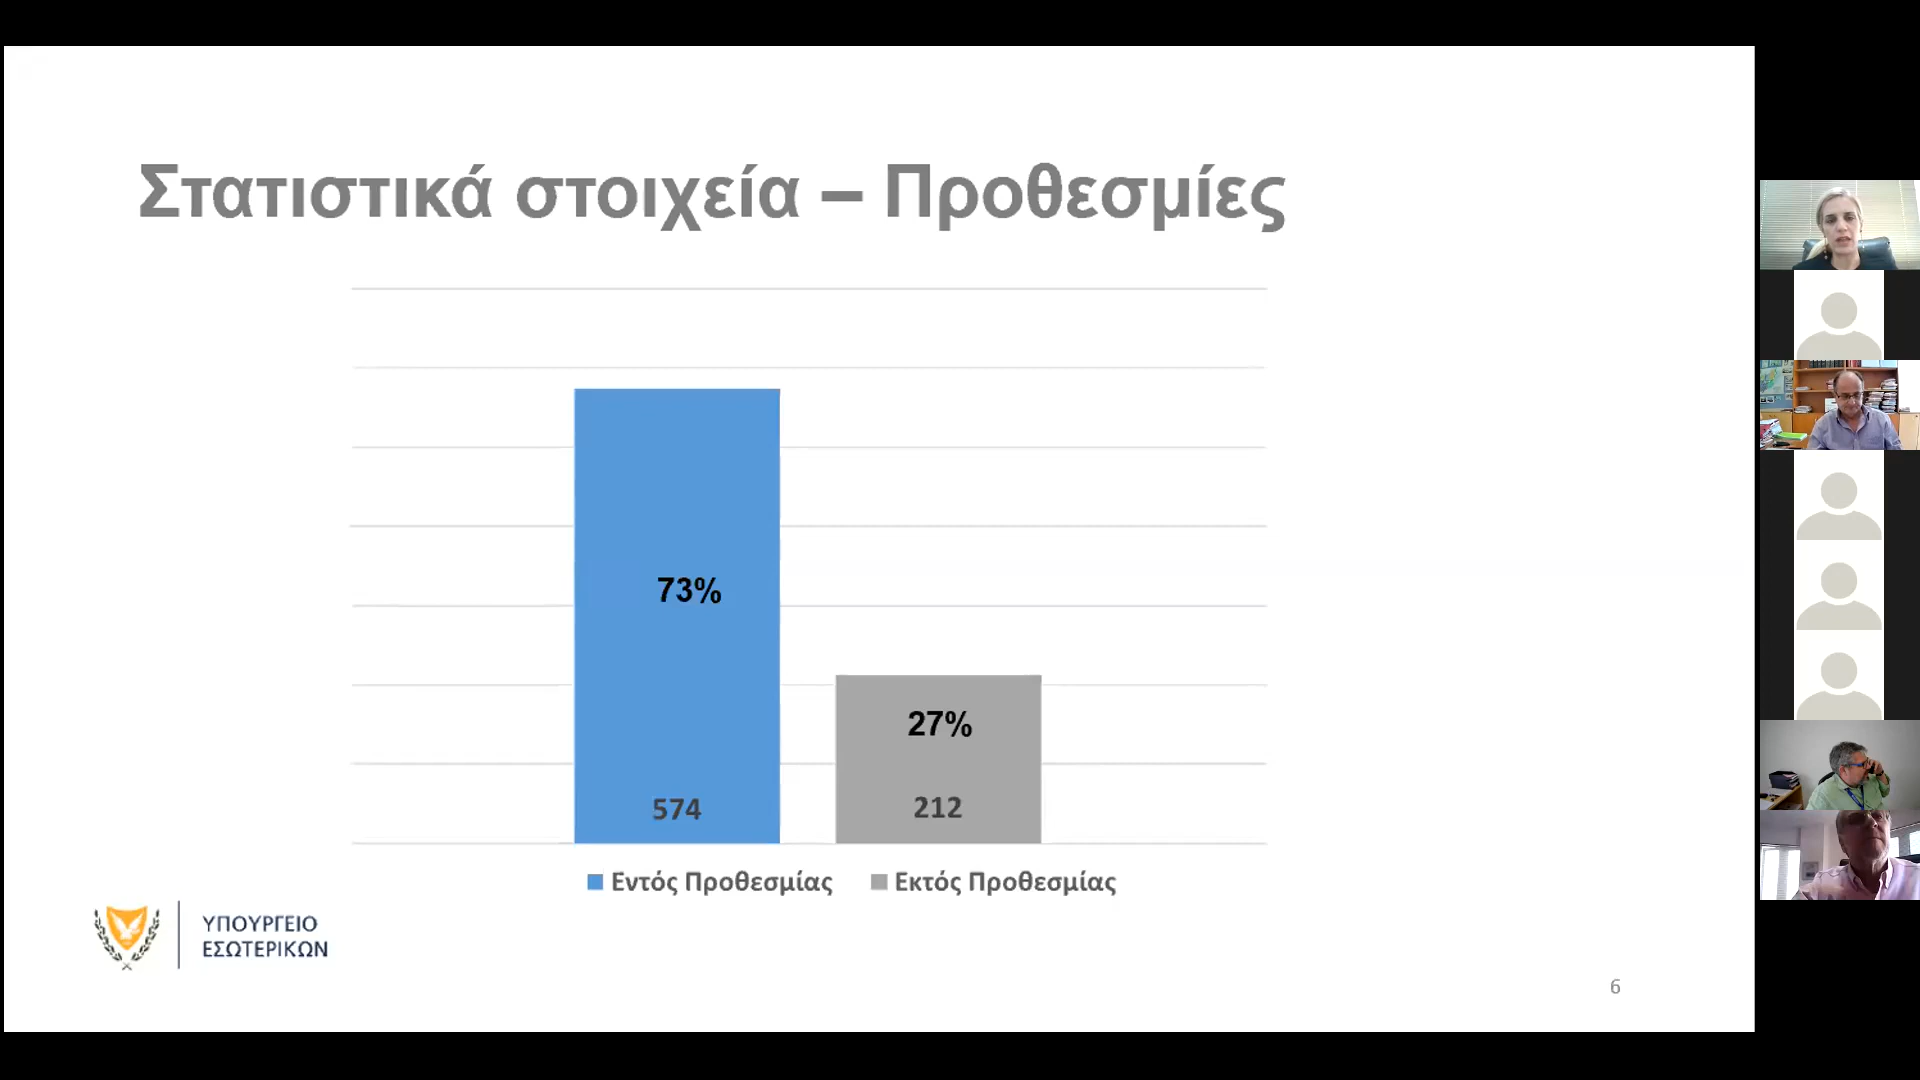 Στατιστικά στοιχεία – Προθεσμίες
73%
27%
574
212
Εντός Προθεσμίας
Εκτός Προθεσμίας
ΥΠΟΥΡΓΕΙΟ
ΕΣΩΤΕΡΙΚΩΝ
6